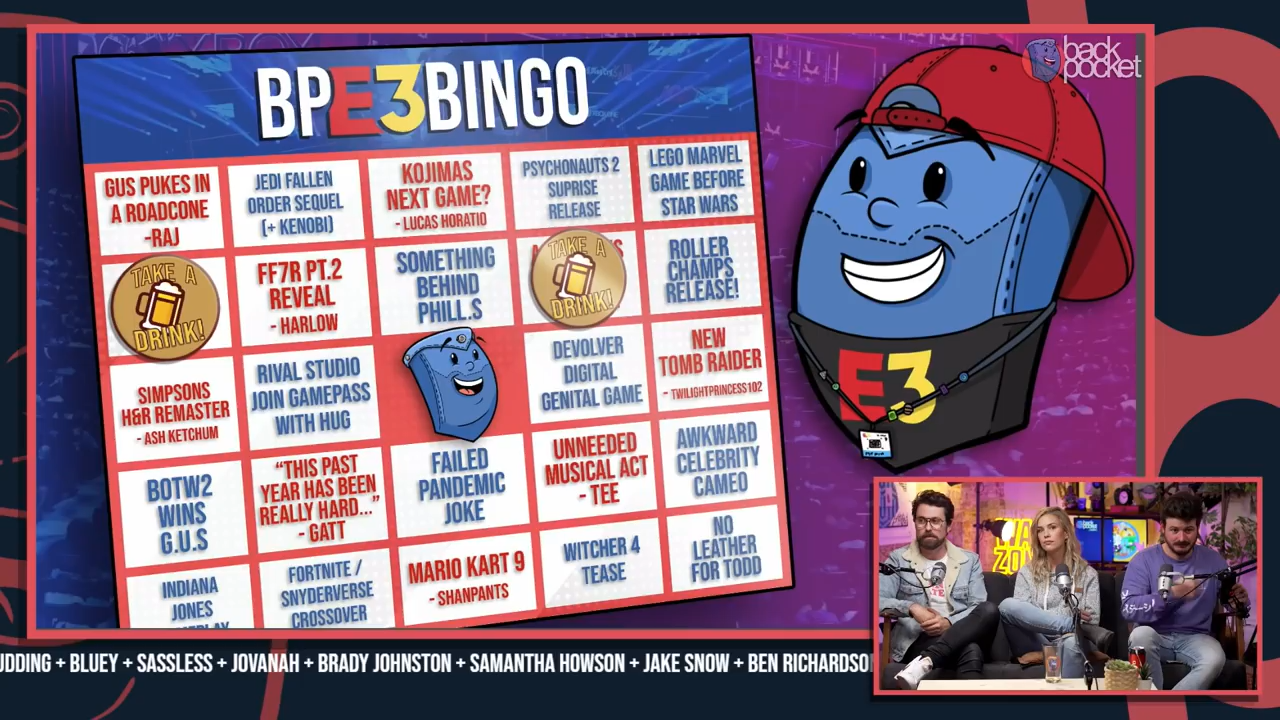 back
pocket
BPE3BINGO
GUS PUKES IN
A ROADCONE
-RAJ
JEDI FALLEN
ORDER SEQUEL
(+ KENOBI)
KOJIMAS
NEXT GAME?
- LUCAS HORATIO
PSYCHONAUTS 2
SUPRISE
RELEASE
LEGO MARVEL
GAME BEFORE
STAR WARS
TAKE A
DRINK!
FF7R PT.2
REVEAL
- HARLOW
SOMETHING
BEHIND
PHILL.S
TAKE A
DRINK!
ROLLER
CHAMPS
RELEASE!
SIMPSONS
H&R REMASTER
- ASH KETCHUM
RIVAL STUDIO
JOIN GAMEPASS
WITH HUG
DEVOLVER
DIGITAL
GENITAL GAME
NEW
TOMB RAIDER
- TWILIGHTPRINCESS102
BOTW2
WINS
G.U.S
"THIS PAST
YEAR HAS BEEN
REALLY HARD..."
- GATT
FAILED
PANDEMIC
JOKE
UNNEEDED
MUSICAL ACT
- TEE
AWKWARD
CELEBRITY
CAMEO
INDIANA
JONES
FORTNITE /
SNYDERVERSE
CROSSOVER
MARIO KART 9
- SHANPANTS
WITCHER 4
TEASE
NO
LEATHER
FOR TODD
E3
UDDING + BLUEY + SASSLESS + JOVANAH + BRADY JOHNSTON + SAMANTHA HOWSON + JAKE SNOW + BEN RICHARDSO